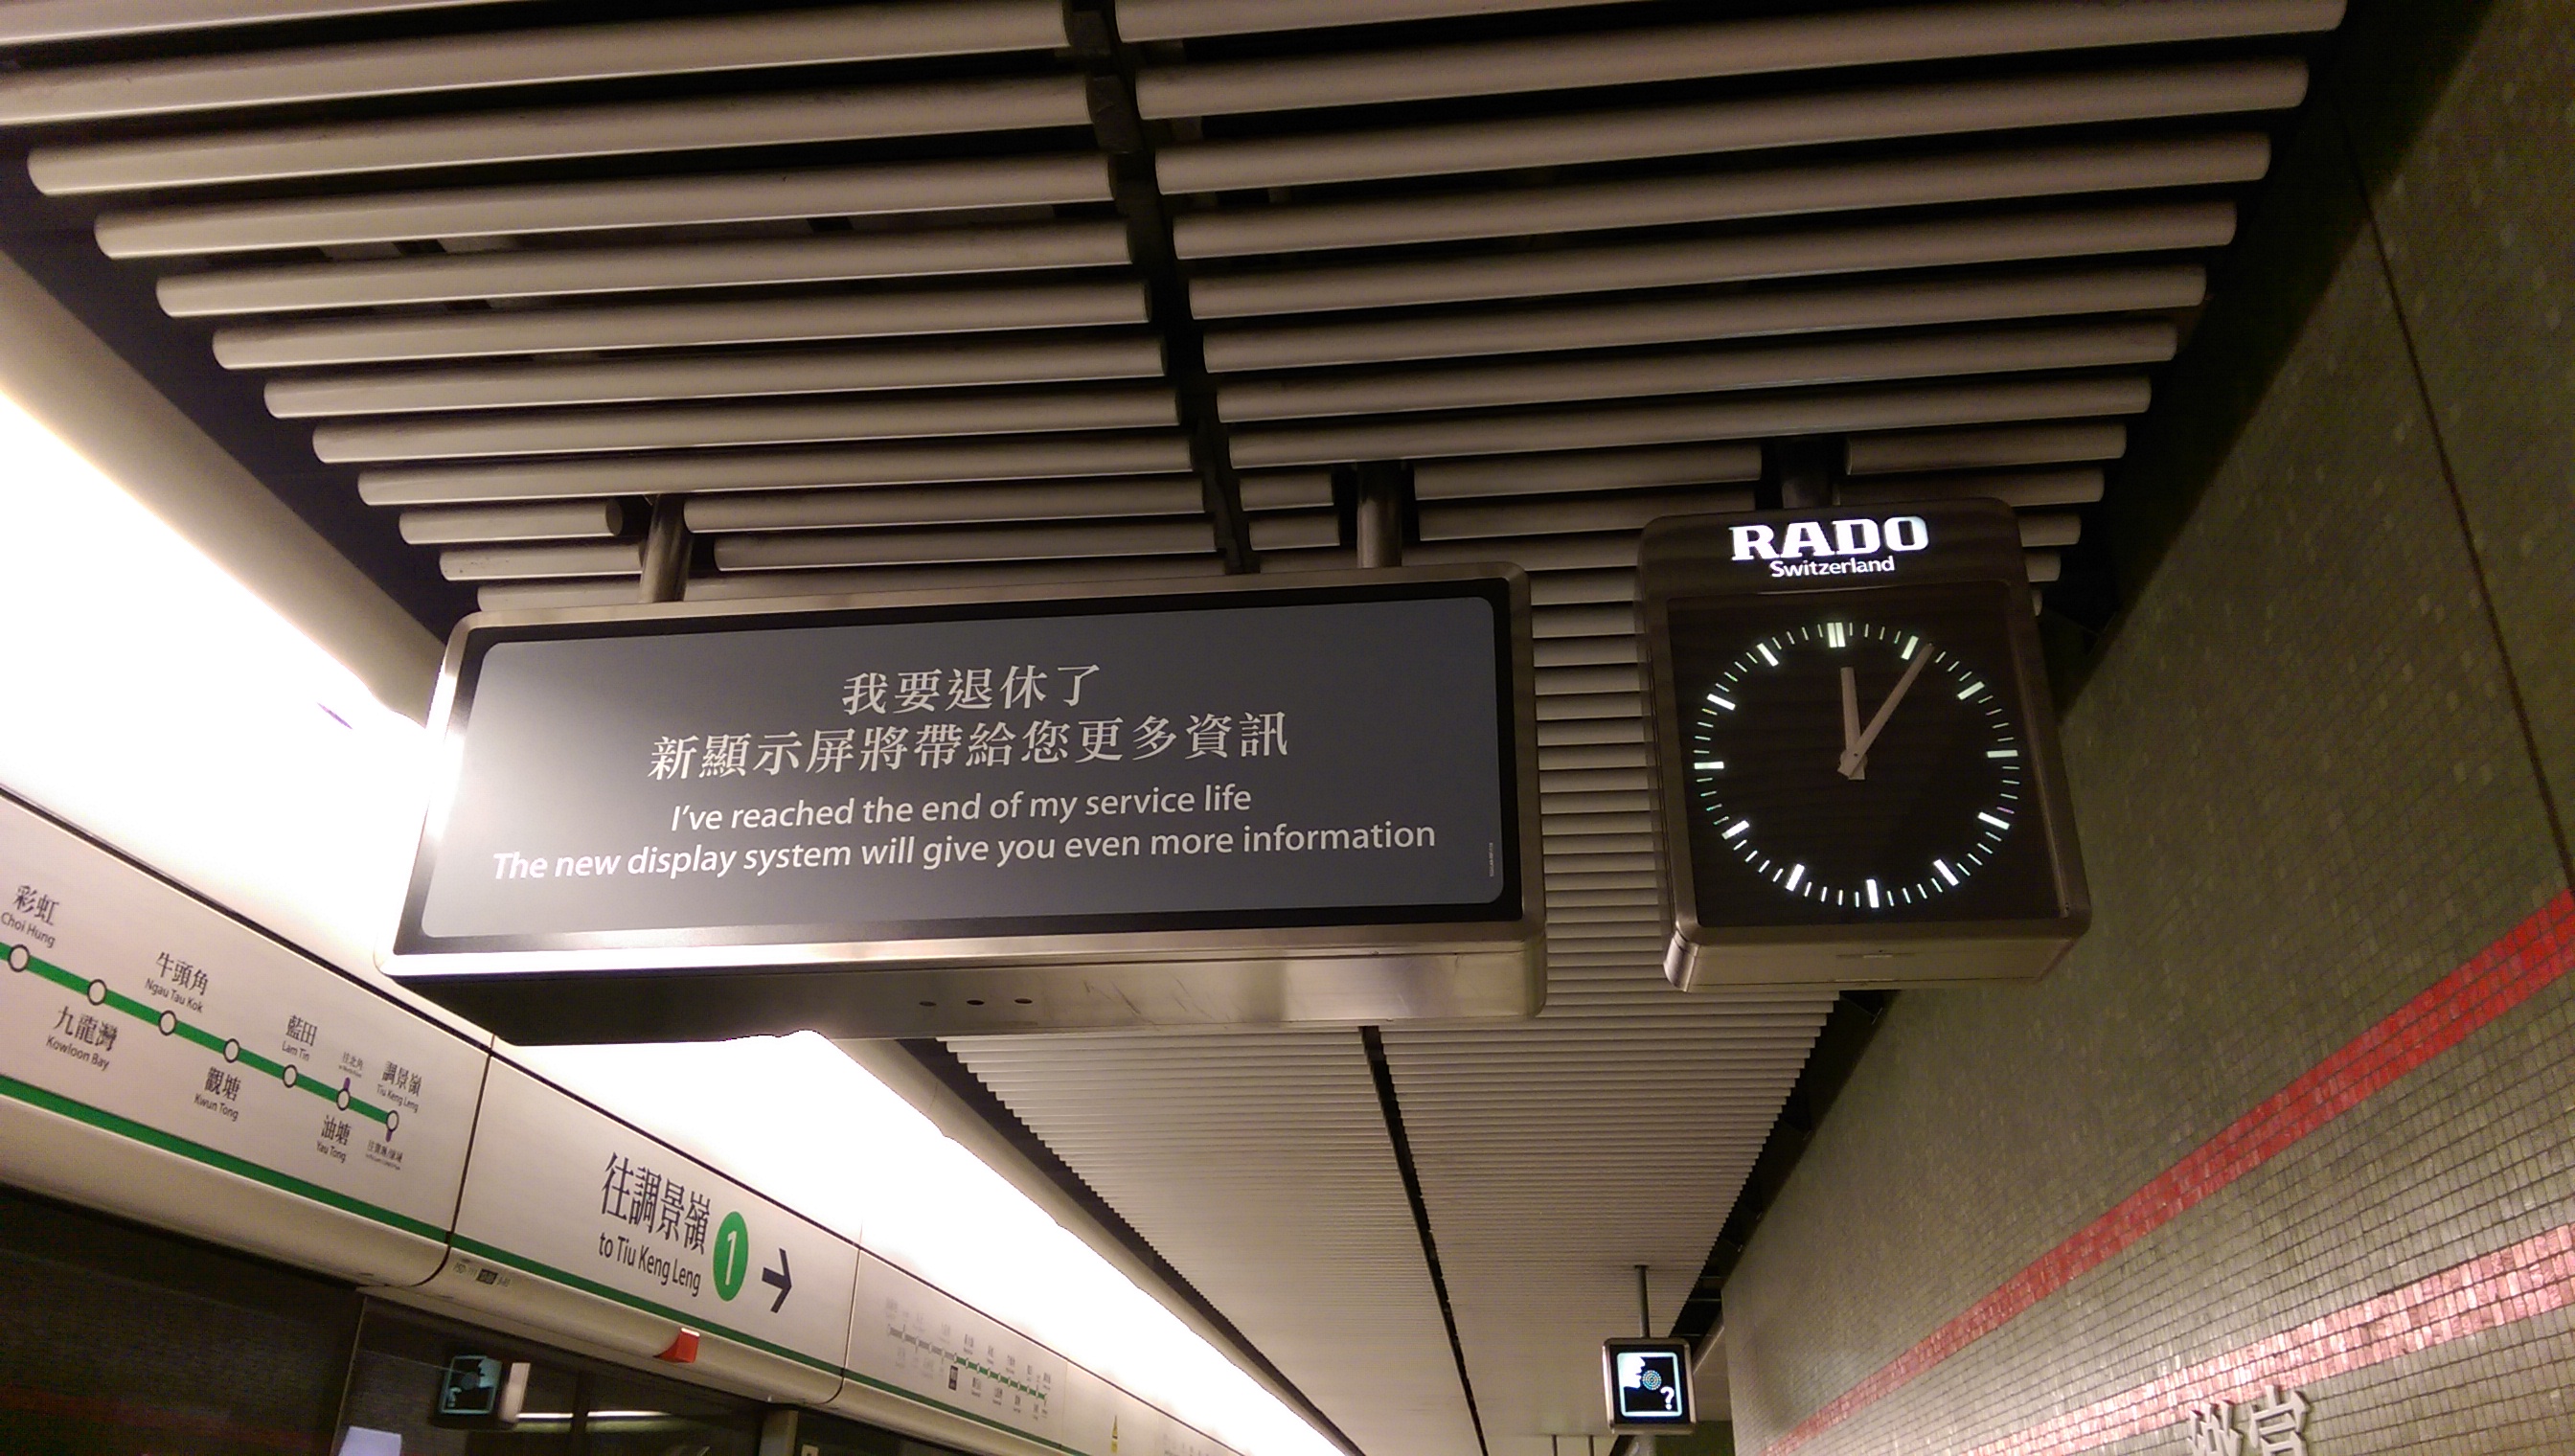 RADO
Switzerland
我要退休了
新顯示屏將帶給您更多資訊
I've reached the end of my service life
The new display system will give you even more information
彩虹
Choi Hung
九龍灣
Kowloon Bay
牛頭角
Ngau Tau Kok
觀塘
Kwun Tong
藍田
Lam Tin
油塘
Yau Tong
調景嶺
Tiu Keng Leng
往調景嶺
to Tiu Keng Leng
1
?